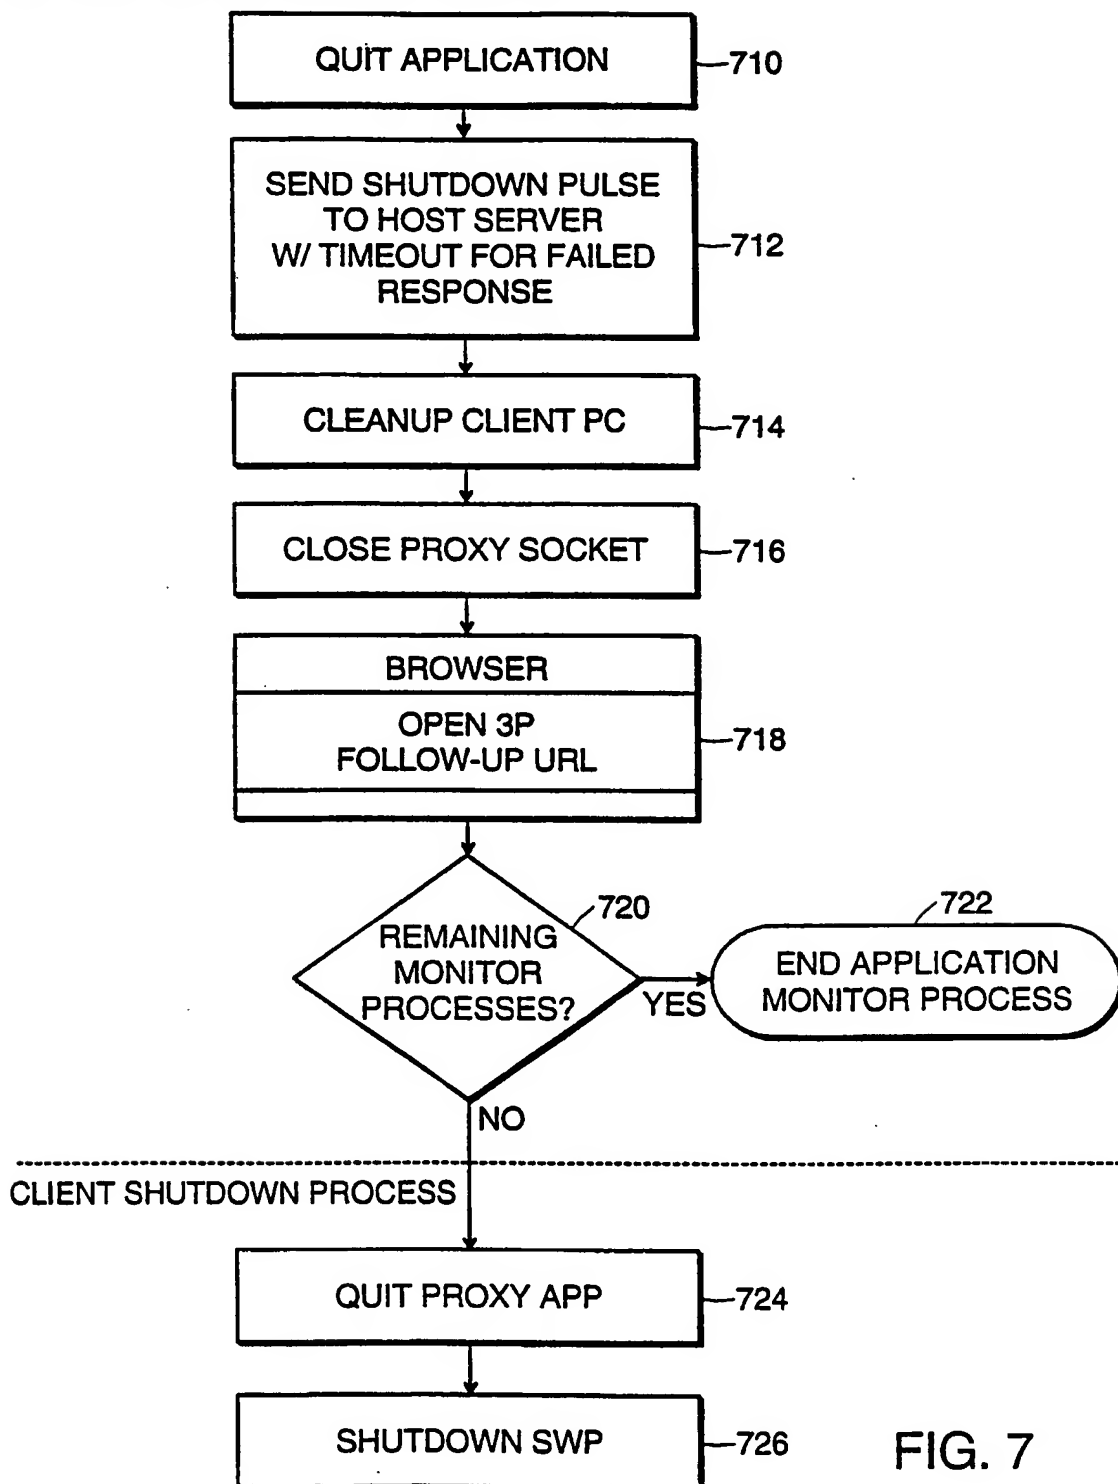 QUIT APPLICATION
710
SEND SHUTDOWN PULSE
TO HOST SERVER
W/ TIMEOUT FOR FAILED
RESPONSE
712
CLEANUP CLIENT PC
714
CLOSE PROXY SOCKET
716
BROWSER
OPEN 3P
FOLLOW-UP URL
718
REMAINING
MONITOR
PROCESSES?
720
YES
722
END APPLICATION
MONITOR PROCESS
NO
CLIENT SHUTDOWN PROCESS
QUIT PROXY APP
724
SHUTDOWN SWP
726
FIG. 7